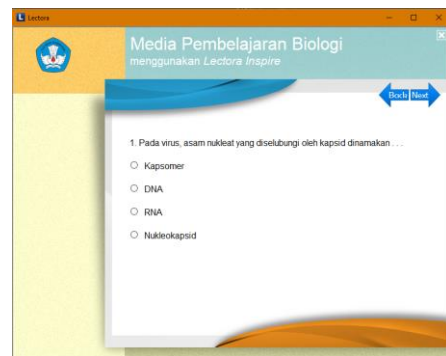 Lectora
Media Pembelajaran Biologi
menggunakan Lectora Inspire
Back Next
1. Pada virus, asam nukleat yang diselubungi oleh kapsid dinamakan . . .
Kapsomer
DNA
RNA
Nukleokapsid